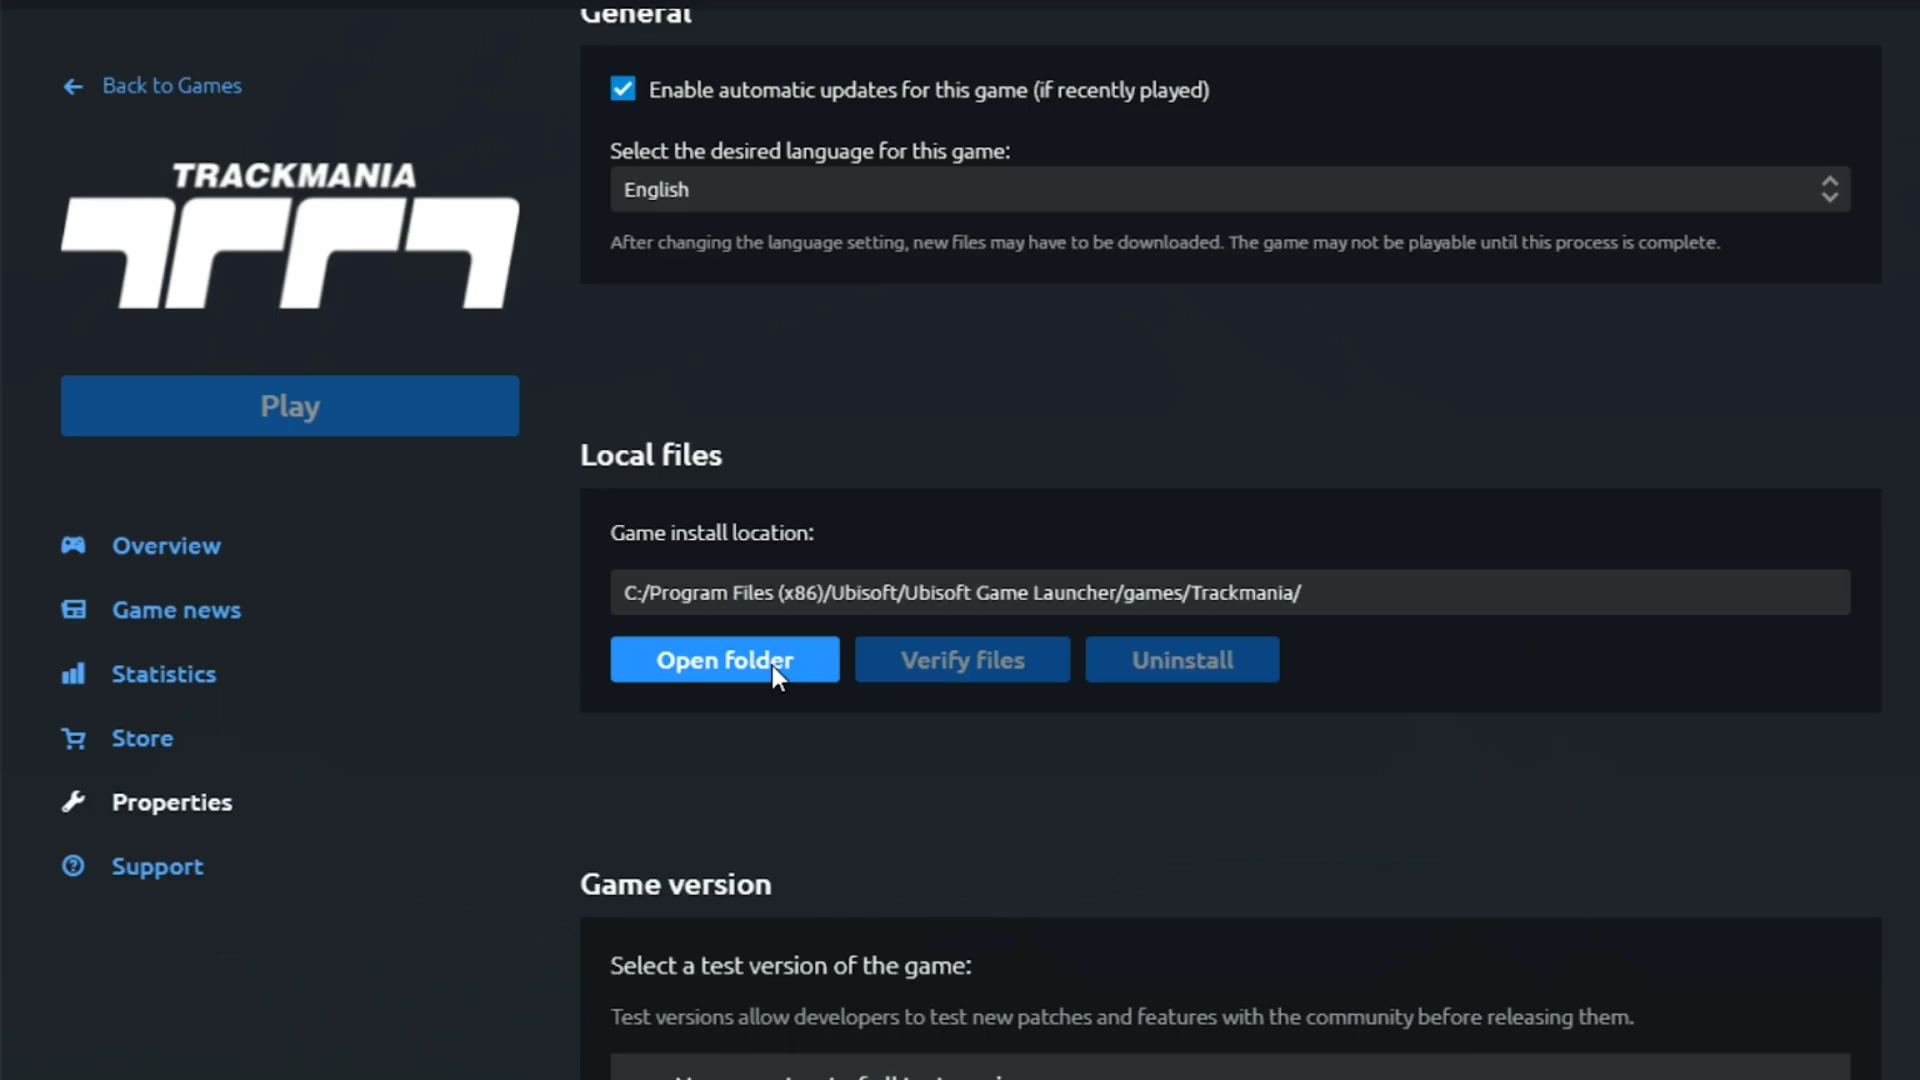 General
Back to Games
Enable automatic updates for this game (if recently played)
Select the desired language for this game:
English
After changing the language setting, new files may have to be downloaded. The game may not be playable until this process is complete.
TRACKMANIA
Play
Local files
Game install location:
C:/Program Files (x86)/Ubisoft/Ubisoft Game Launcher/games/Trackmania/
Open folder
Verify files
Uninstall
Overview
Game news
Statistics
Store
Properties
Support
Game version
Select a test version of the game:
Test versions allow developers to test new patches and features with the community before releasing them.